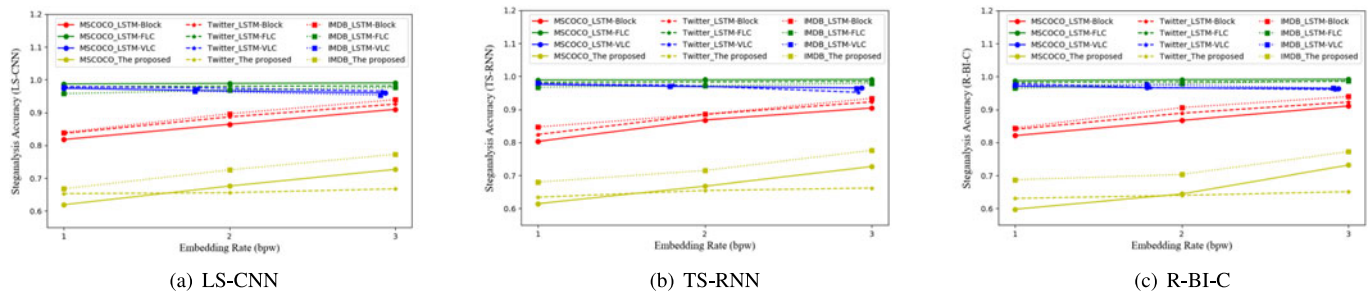 1.2
1.1
1.0
0.9
0.8
0.7
0.6
Steganalysis Accuracy (LS-CNN)
MSCOCO_LSTM-Block Twitter_LSTM-Block IMDB_LSTM-Block
MSCOCO_LSTM-FLC Twitter_LSTM-FLC IMDB_LSTM-FLC
MSCOCO_LSTM-VLC Twitter_LSTM-VLC IMDB_LSTM-VLC
MSCOCO_The proposed Twitter_The proposed IMDB_The proposed
1 2 3
Embedding Rate (bpw)
(a) LS-CNN
1.2
1.1
1.0
0.9
0.8
0.7
0.6
Steganalysis Accuracy (TS-RNN)
MSCOCO_LSTM-Block Twitter_LSTM-Block IMDB_LSTM-Block
MSCOCO_LSTM-FLC Twitter_LSTM-FLC IMDB_LSTM-FLC
MSCOCO_LSTM-VLC Twitter_LSTM-VLC IMDB_LSTM-VLC
MSCOCO_The proposed Twitter_The proposed IMDB_The proposed
1 2 3
Embedding Rate (bpw)
(b) TS-RNN
1.2
1.1
1.0
0.9
0.8
0.7
0.6
Steganalysis Accuracy (R-BI-C)
MSCOCO_LSTM-Block Twitter_LSTM-Block IMDB_LSTM-Block
MSCOCO_LSTM-FLC Twitter_LSTM-FLC IMDB_LSTM-FLC
MSCOCO_LSTM-VLC Twitter_LSTM-VLC IMDB_LSTM-VLC
MSCOCO_The proposed Twitter_The proposed IMDB_The proposed
1 2 3
Embedding Rate (bpw)
(c) R-BI-C